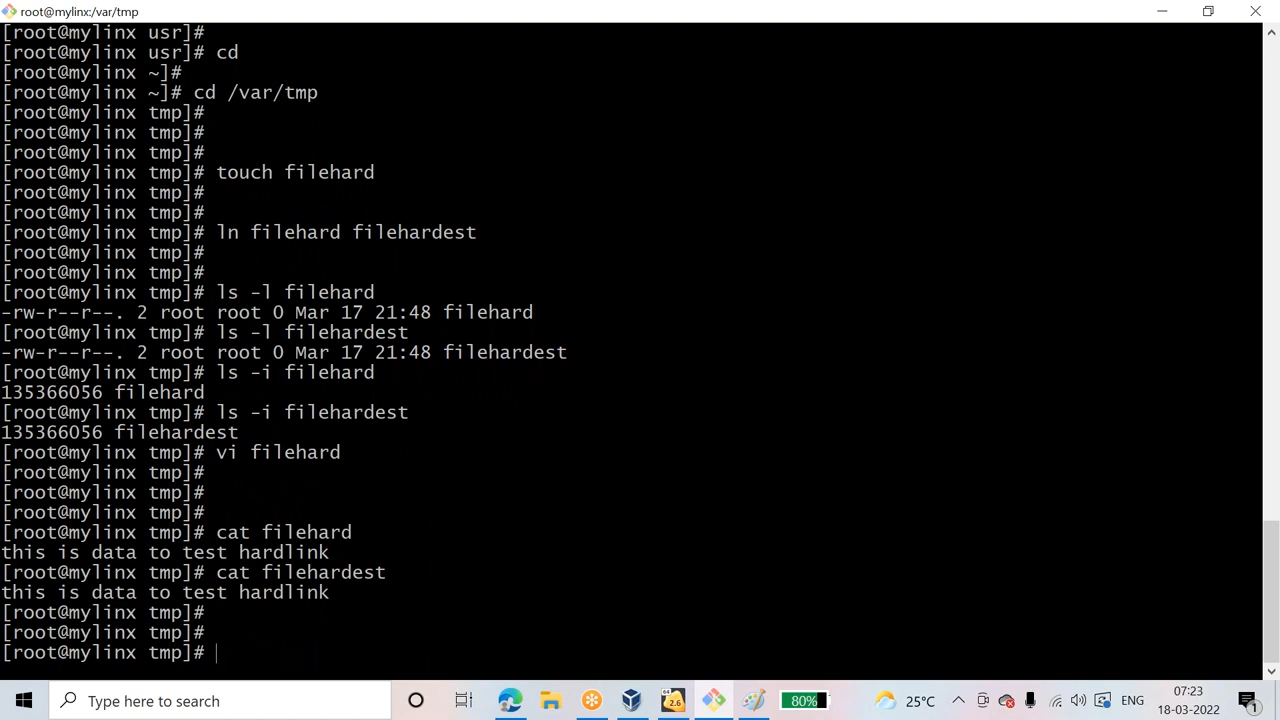 root@mylinx:/var/tmp
[root@mylinx usr]#
[root@mylinx usr]# cd
[root@mylinx ~]#
[root@mylinx ~]# cd /var/tmp
[root@mylinx tmp]#
[root@mylinx tmp]#
[root@mylinx tmp]#
[root@mylinx tmp]# touch filehard
[root@mylinx tmp]#
[root@mylinx tmp]#
[root@mylinx tmp]# ln filehard filehardest
[root@mylinx tmp]#
[root@mylinx tmp]#
[root@mylinx tmp]# ls -l filehard
-rw-r--r--. 2 root root 0 Mar 17 21:48 filehard
[root@mylinx tmp]# ls -l filehardest
-rw-r--r--. 2 root root 0 Mar 17 21:48 filehardest
[root@mylinx tmp]# ls -i filehard
135366056 filehard
[root@mylinx tmp]# ls -i filehardest
135366056 filehardest
[root@mylinx tmp]# vi filehard
[root@mylinx tmp]#
[root@mylinx tmp]#
[root@mylinx tmp]#
[root@mylinx tmp]# cat filehard
this is data to test hardlink
[root@mylinx tmp]# cat filehardest
this is data to test hardlink
[root@mylinx tmp]#
[root@mylinx tmp]#
[root@mylinx tmp]#
Type here to search
64
2.6
80%
25°C
ENG
07:23
18-03-2022
1